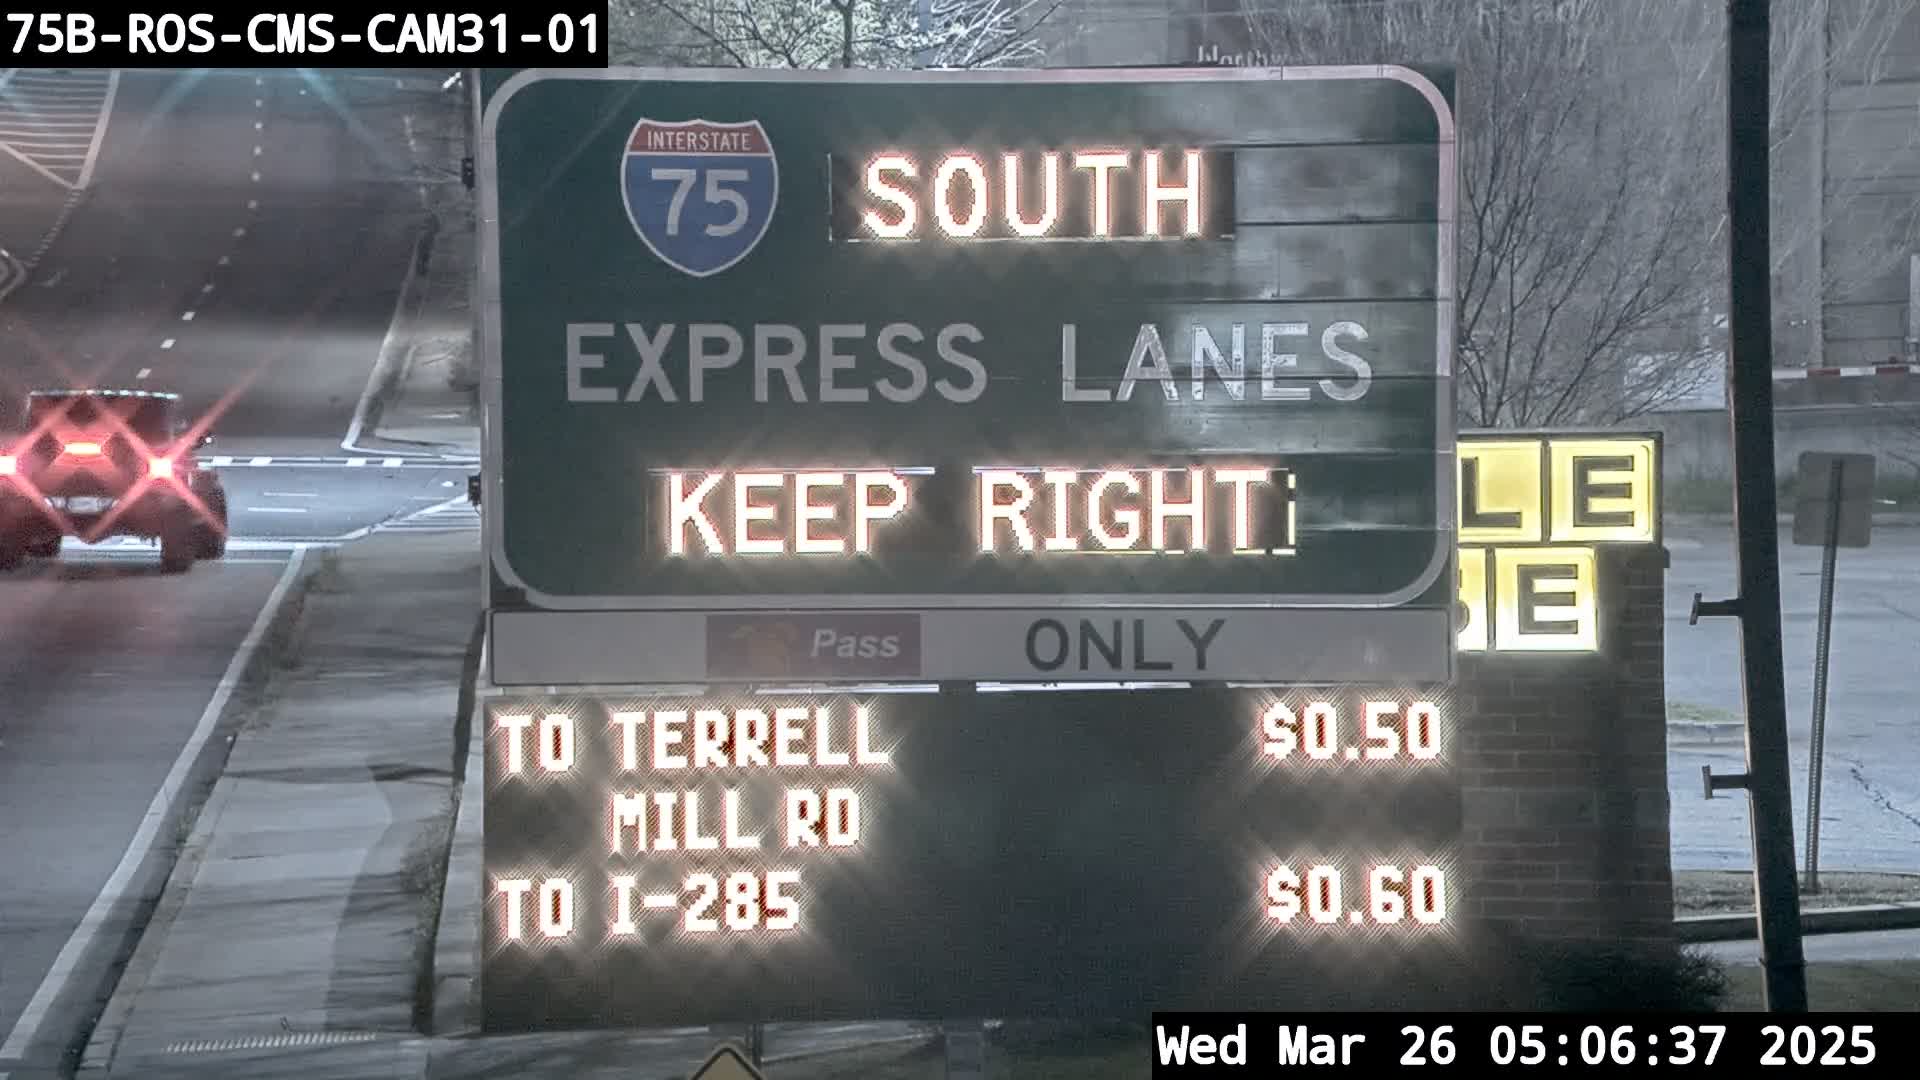 75B-ROS-CMS-CAM31-01
INTERSTATE
75
SOUTH
EXPRESS LANES
KEEP RIGHT
Pass ONLY
TO TERRELL $0.50
MILL RD
TO I-285 $0.60
LE
E
Wed Mar 26 05:06:37 2025